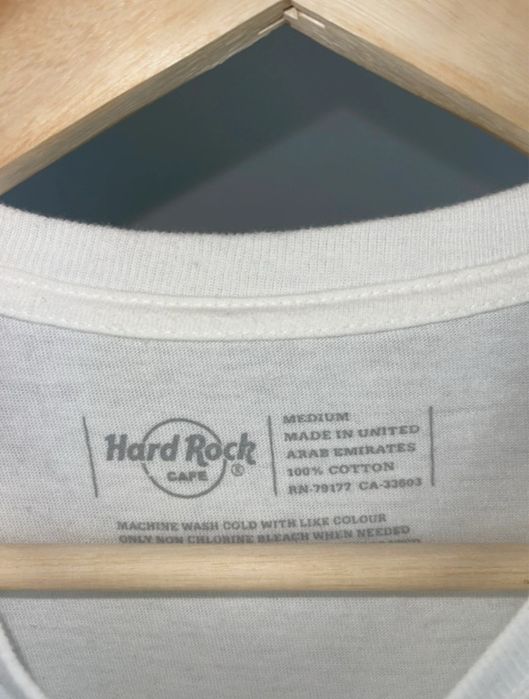 Hard Rock
CAFE
®
MEDIUM
MADE IN UNITED
ARAB EMIRATES
100% COTTON
RN-79177 CA-33603
MACHINE WASH COLD WITH LIKE COLOUR
ONLY NON CHLORINE BLEACH WHEN NEEDED